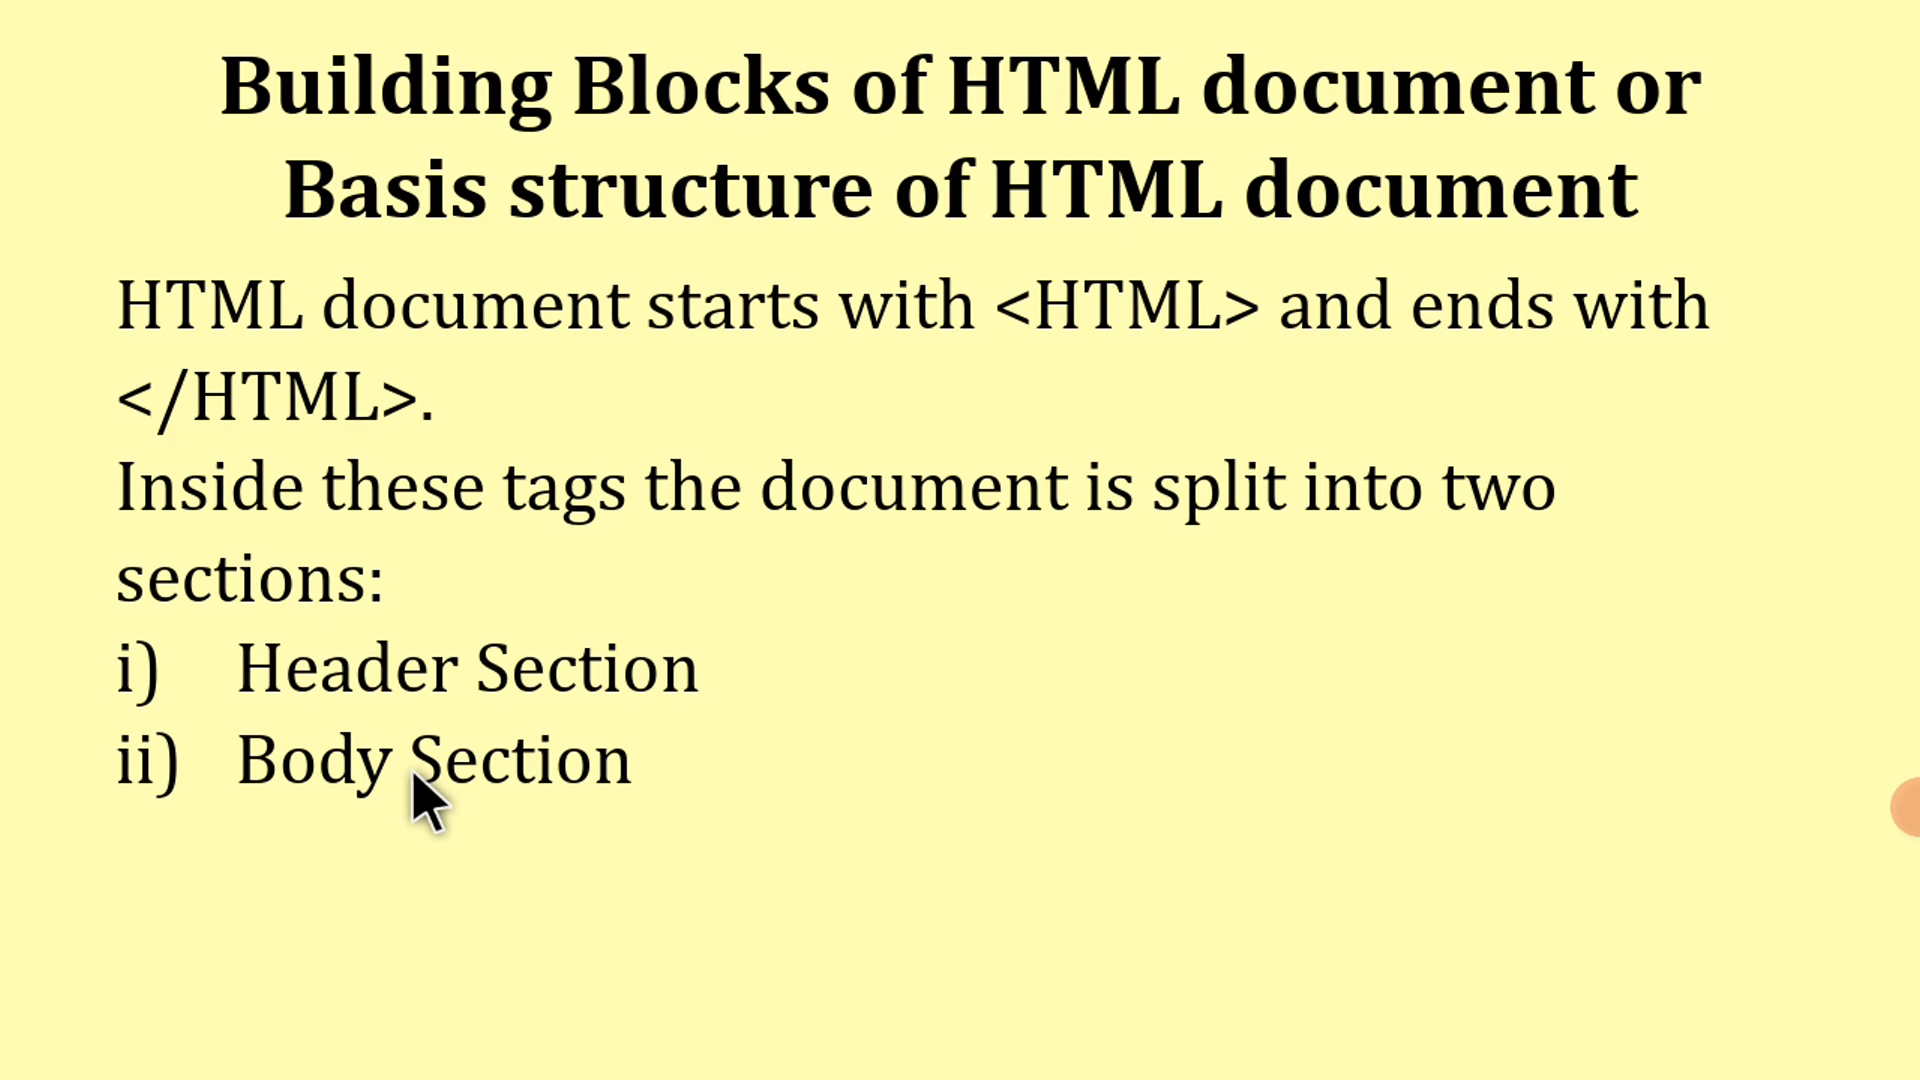 Building Blocks of HTML document or
Basis structure of HTML document
HTML document starts with <HTML> and ends with
</HTML>.
Inside these tags the document is split into two
sections:
i) Header Section
ii) Body Section